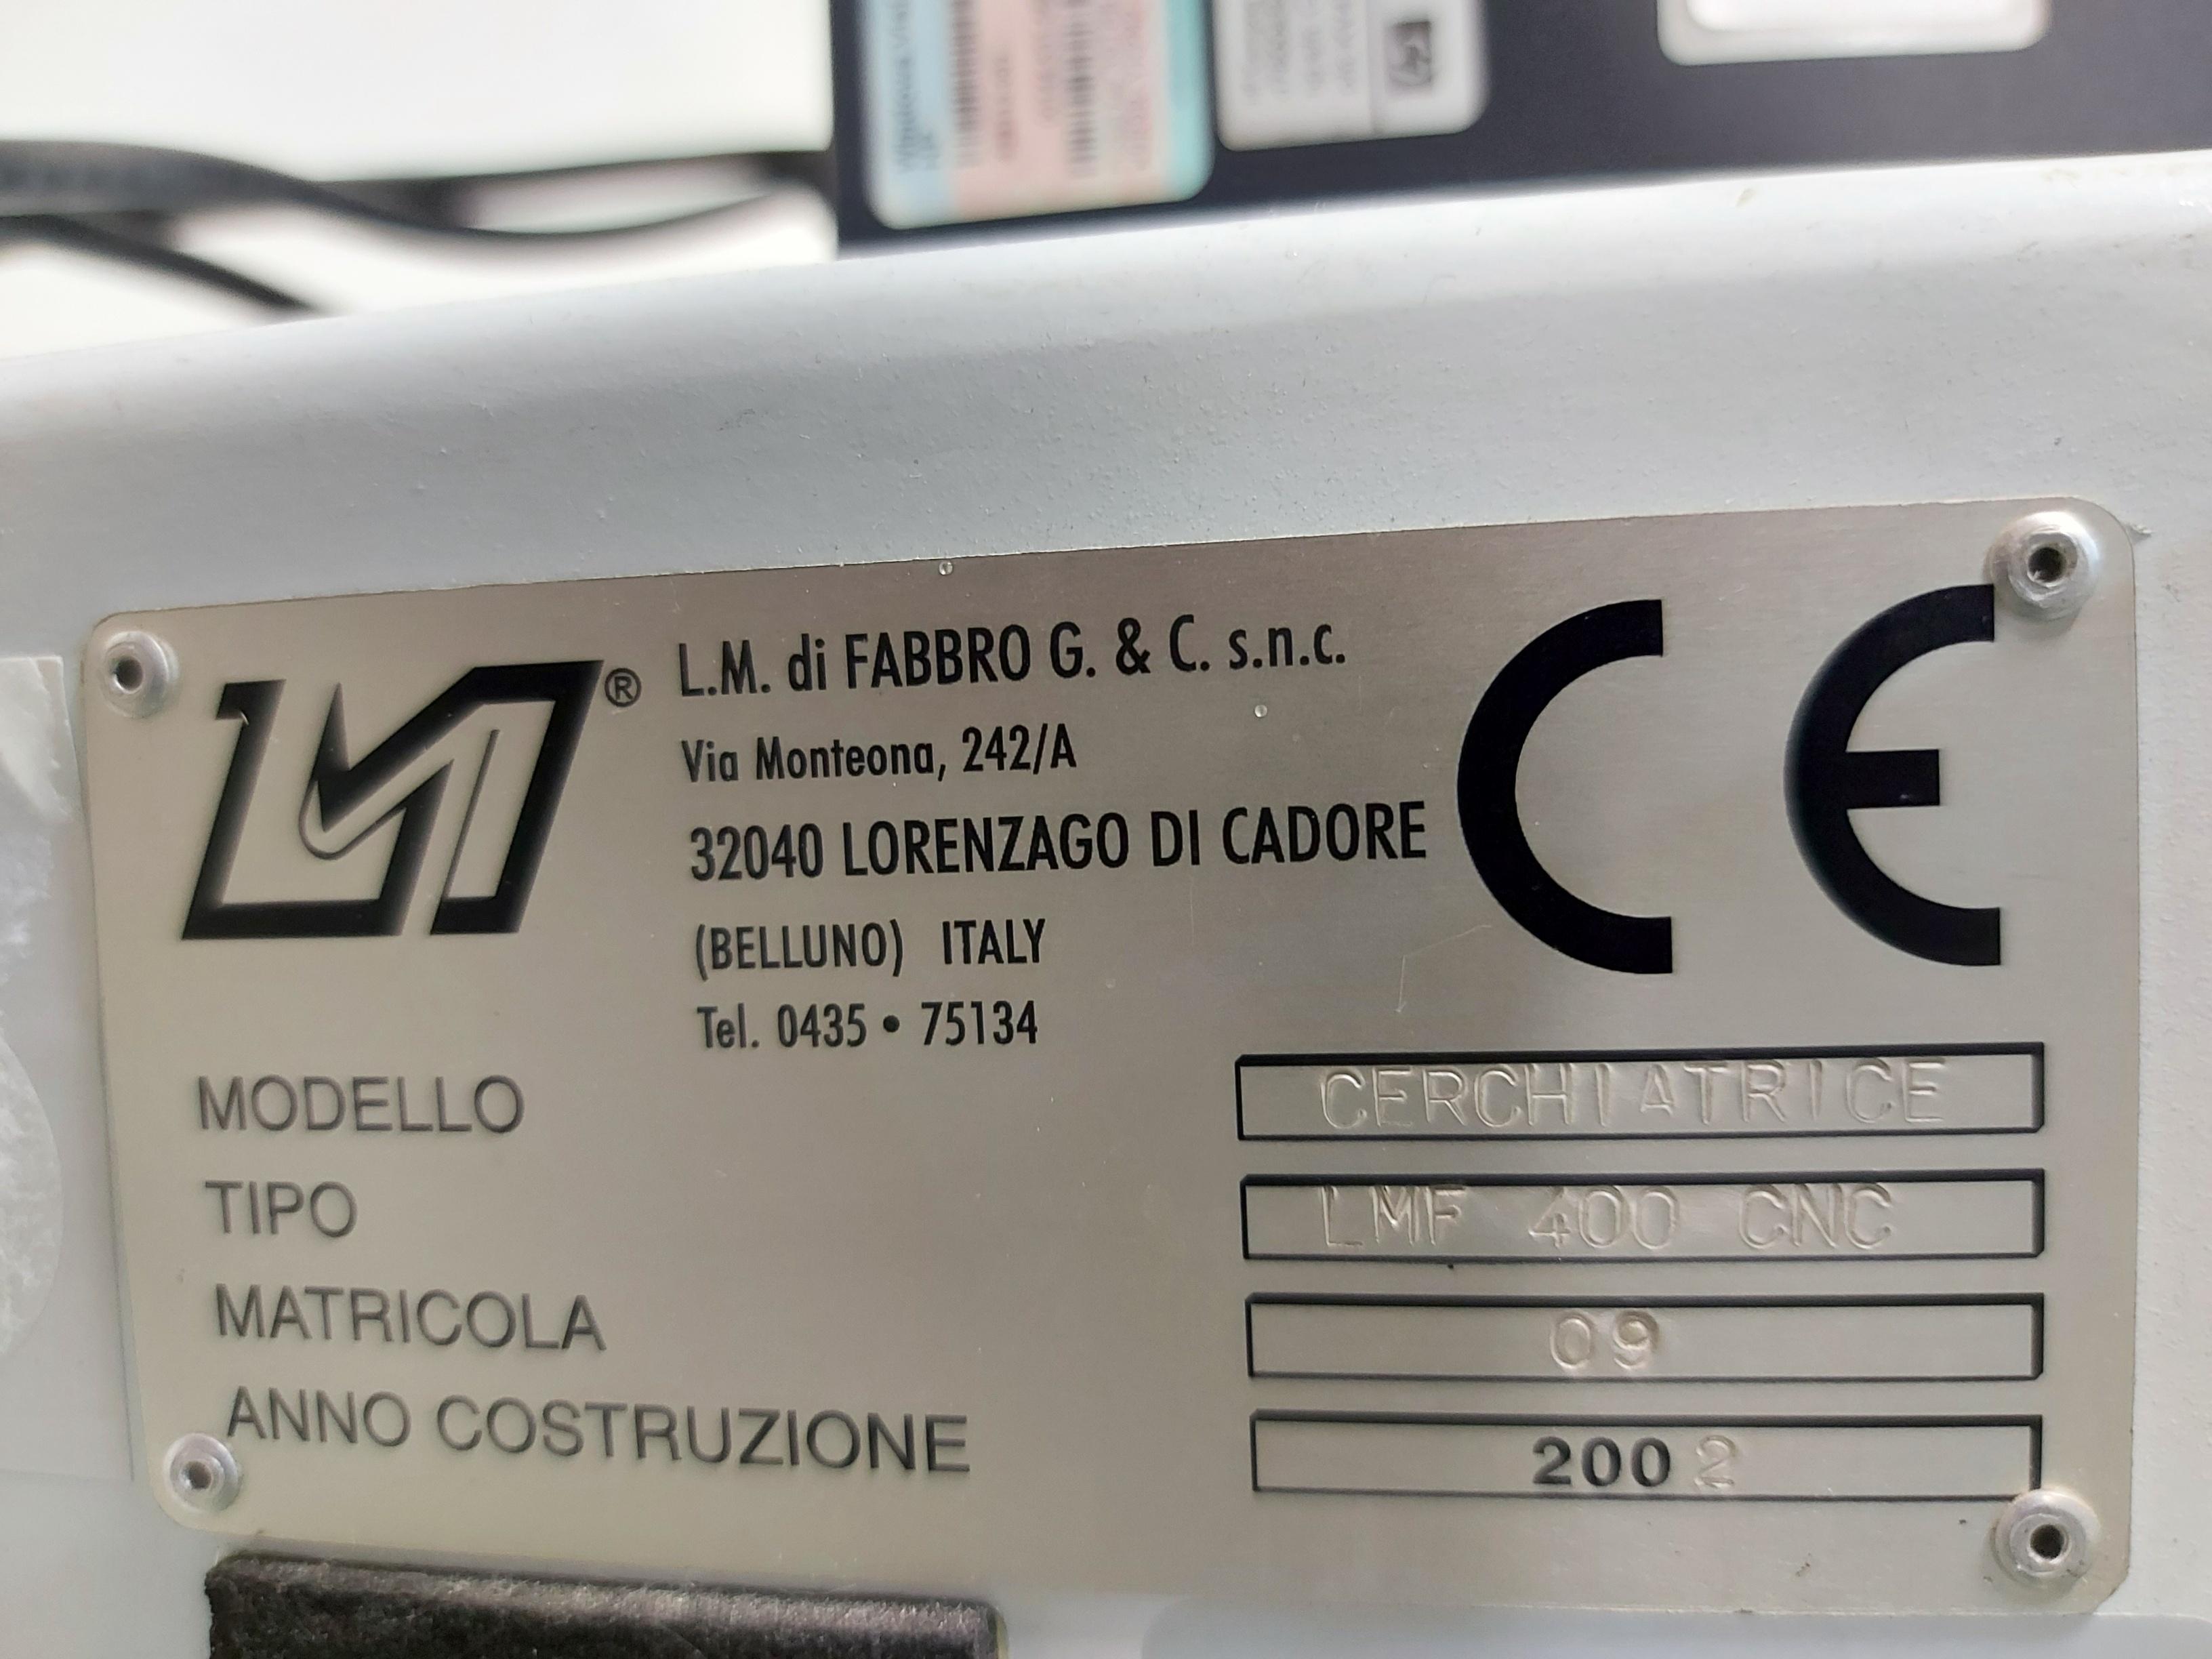 LM®
L.M. di FABBRO G. & C. s.n.c.
Via Monteona, 242/A
32040 LORENZAGO DI CADORE
(BELLUNO) ITALY
Tel. 0435 • 75134
CE
MODELLO CERCHIATRICE
TIPO LMF 400 CNC
MATRICOLA 09
ANNO COSTRUZIONE 2002